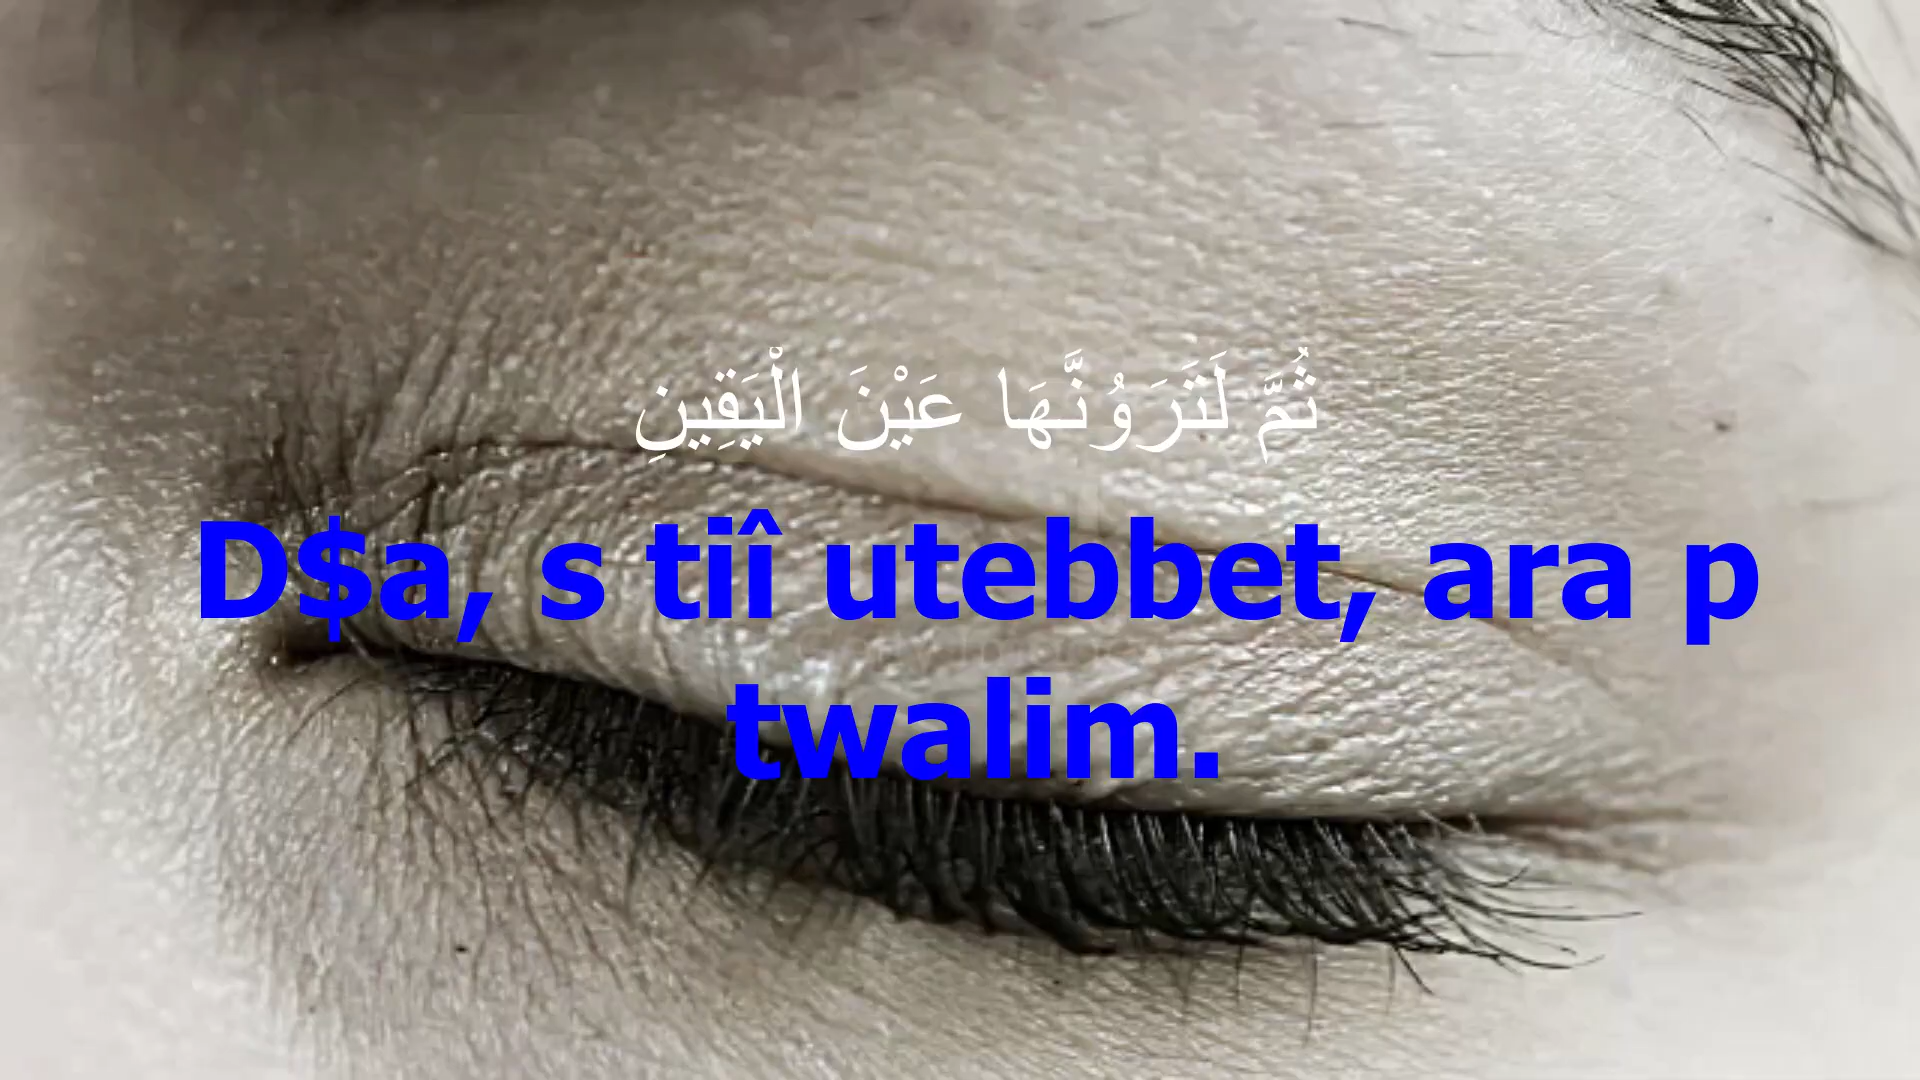 ثُمَّ لَتَرَوُنَّهَا عَيْنَ الْيَقِينِ
D$a, s tiî utebbet, ara p
twalim.